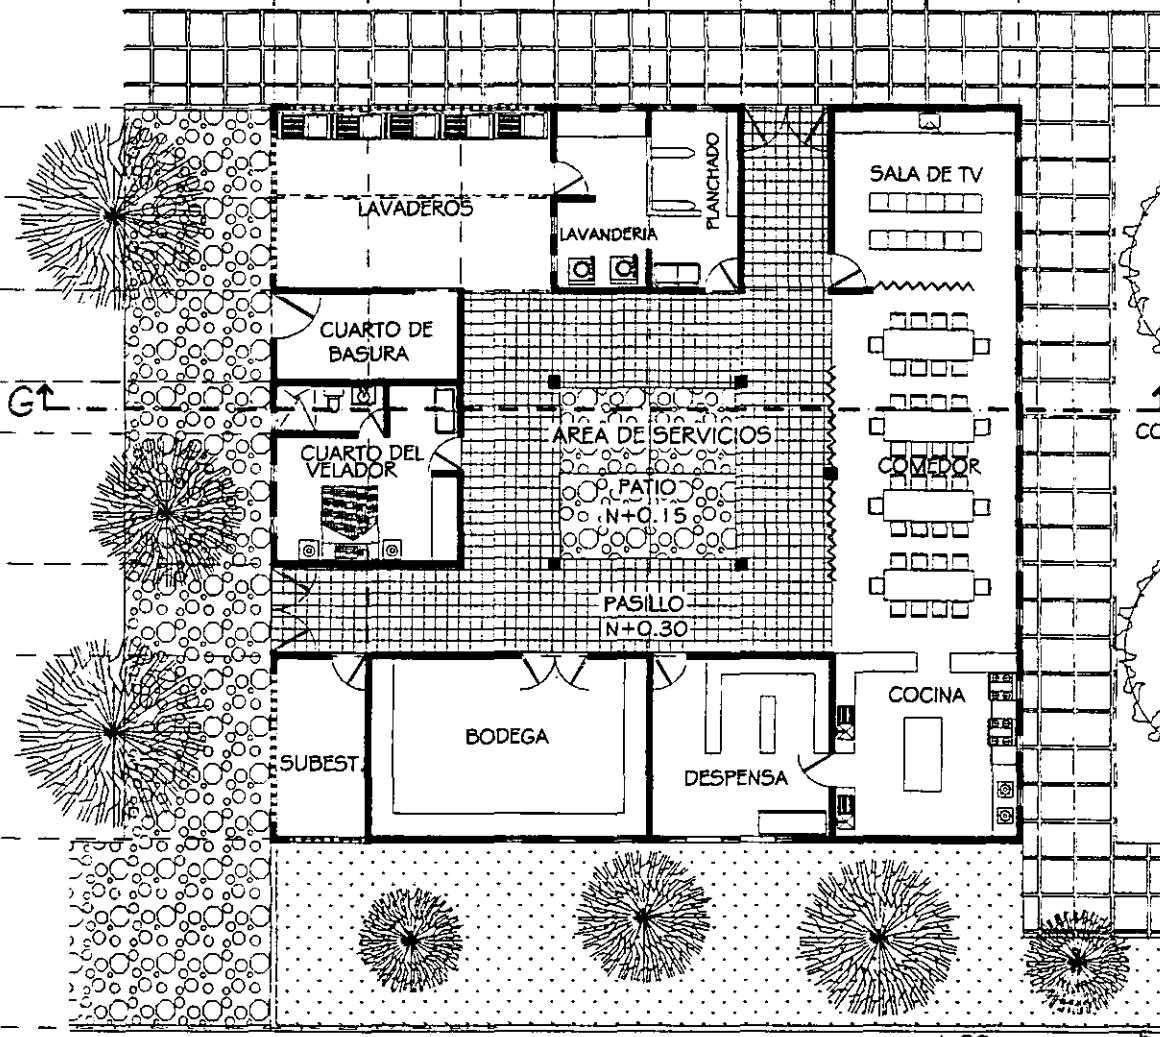 SALA DE TV
PLANCHADO
LAVADEROS
LAVANDERIA
CUARTO DE
BASURA
G
CO
AREA DE SERVICIOS
CUARTO DEL
VELADOR
COMEDOR
PATIO
N+0.15
PASILLO
N+0.30
COCINA
BODEGA
SUBEST.
DESPENSA